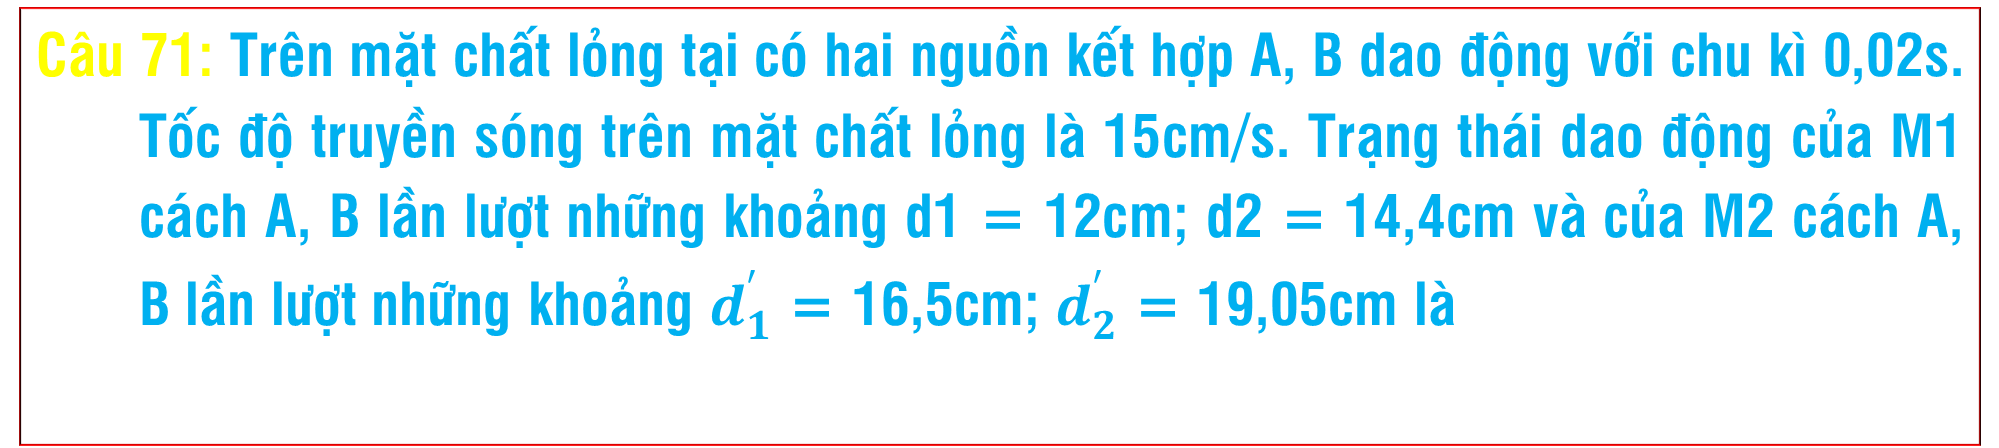 Câu 71: Trên mặt chất lỏng tại có hai nguồn kết hợp A, B dao động với chu kì 0,02s.
Tốc độ truyền sóng trên mặt chất lỏng là 15cm/s. Trạng thái dao động của M1
cách A, B lần lượt những khoảng d1 = 12cm; d2 = 14,4cm và của M2 cách A,
B lần lượt những khoảng d₁′ = 16,5cm; d₂′ = 19,05cm là